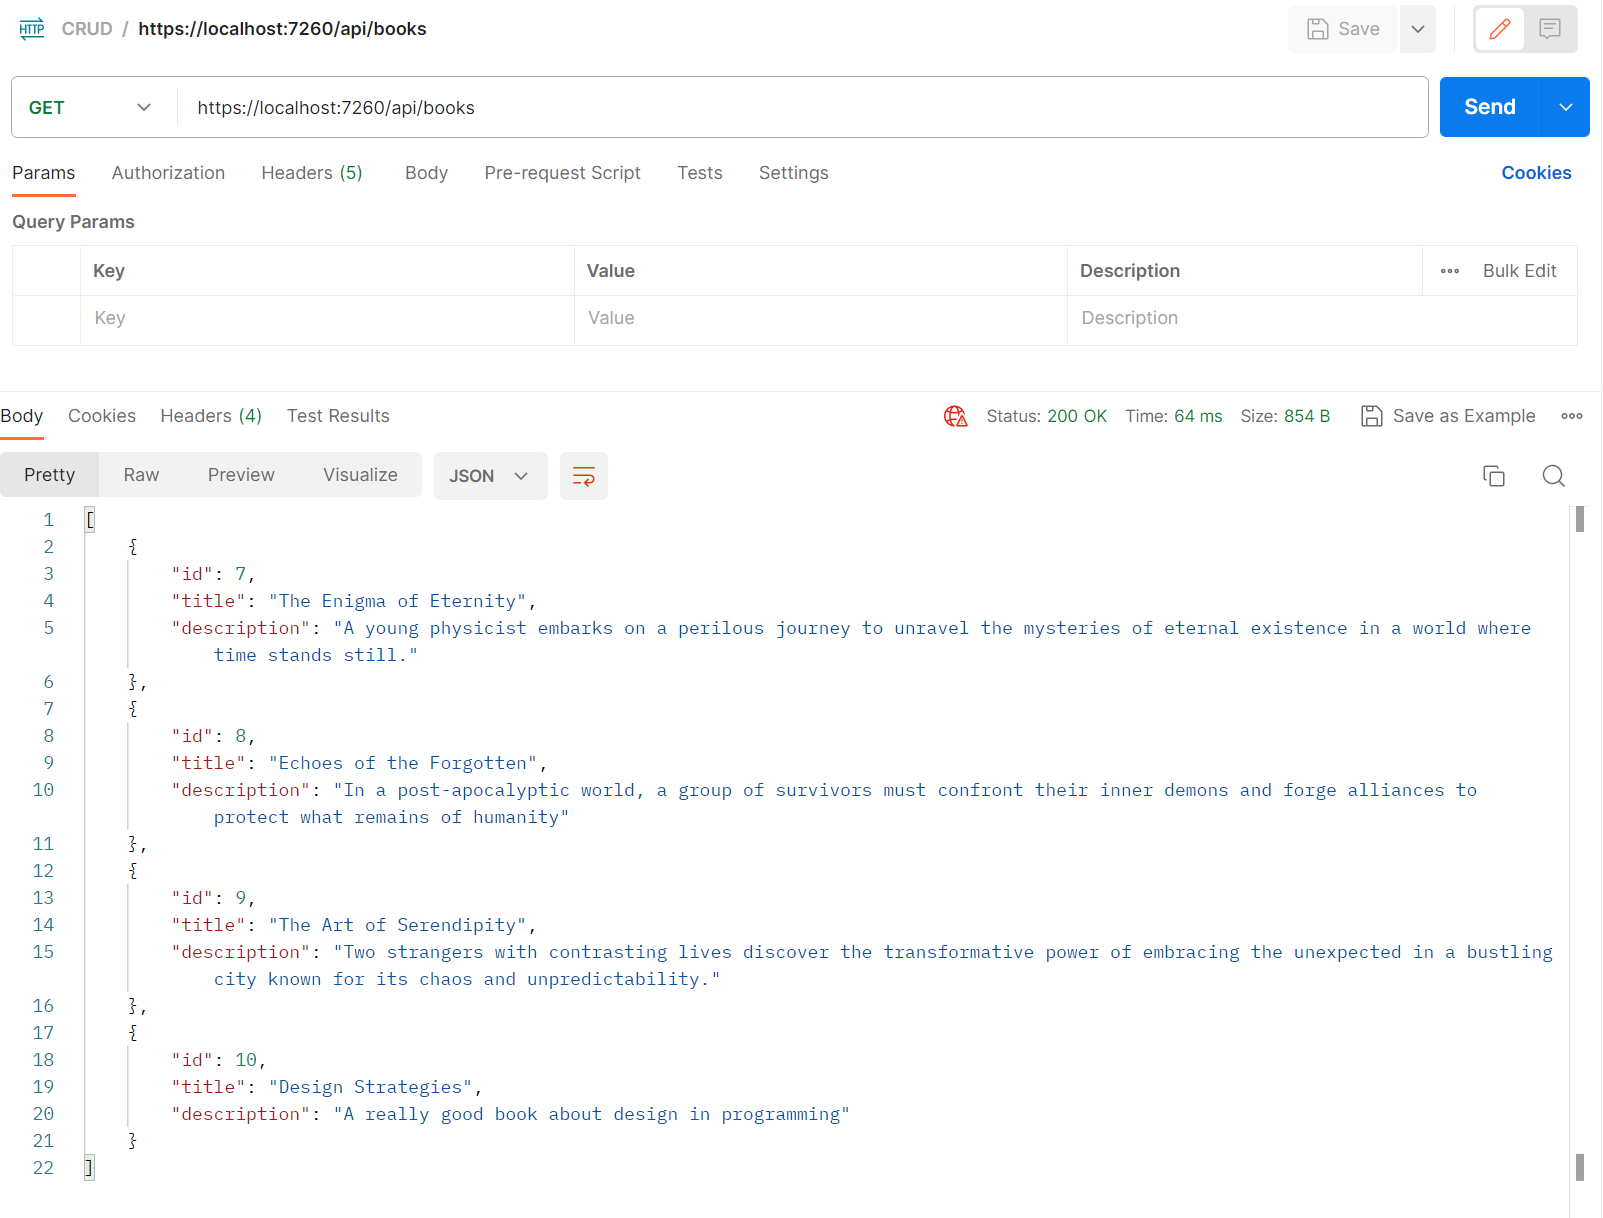 HTTP CRUD / https://localhost:7260/api/books Save
GET https://localhost:7260/api/books Send
Params Authorization Headers (5) Body Pre-request Script Tests Settings Cookies
Query Params
Key Value Description Bulk Edit
Key Value Description
Body Cookies Headers (4) Test Results Status: 200 OK Time: 64 ms Size: 854 B Save as Example
Pretty Raw Preview Visualize JSON
1 [
2 {
3 "id": 7,
4 "title": "The Enigma of Eternity",
5 "description": "A young physicist embarks on a perilous journey to unravel the mysteries of eternal existence in a world where
time stands still."
6 },
7 {
8 "id": 8,
9 "title": "Echoes of the Forgotten",
10 "description": "In a post-apocalyptic world, a group of survivors must confront their inner demons and forge alliances to
protect what remains of humanity"
11 },
12 {
13 "id": 9,
14 "title": "The Art of Serendipity",
15 "description": "Two strangers with contrasting lives discover the transformative power of embracing the unexpected in a bustling
city known for its chaos and unpredictability."
16 },
17 {
18 "id": 10,
19 "title": "Design Strategies",
20 "description": "A really good book about design in programming"
21 }
22 ]